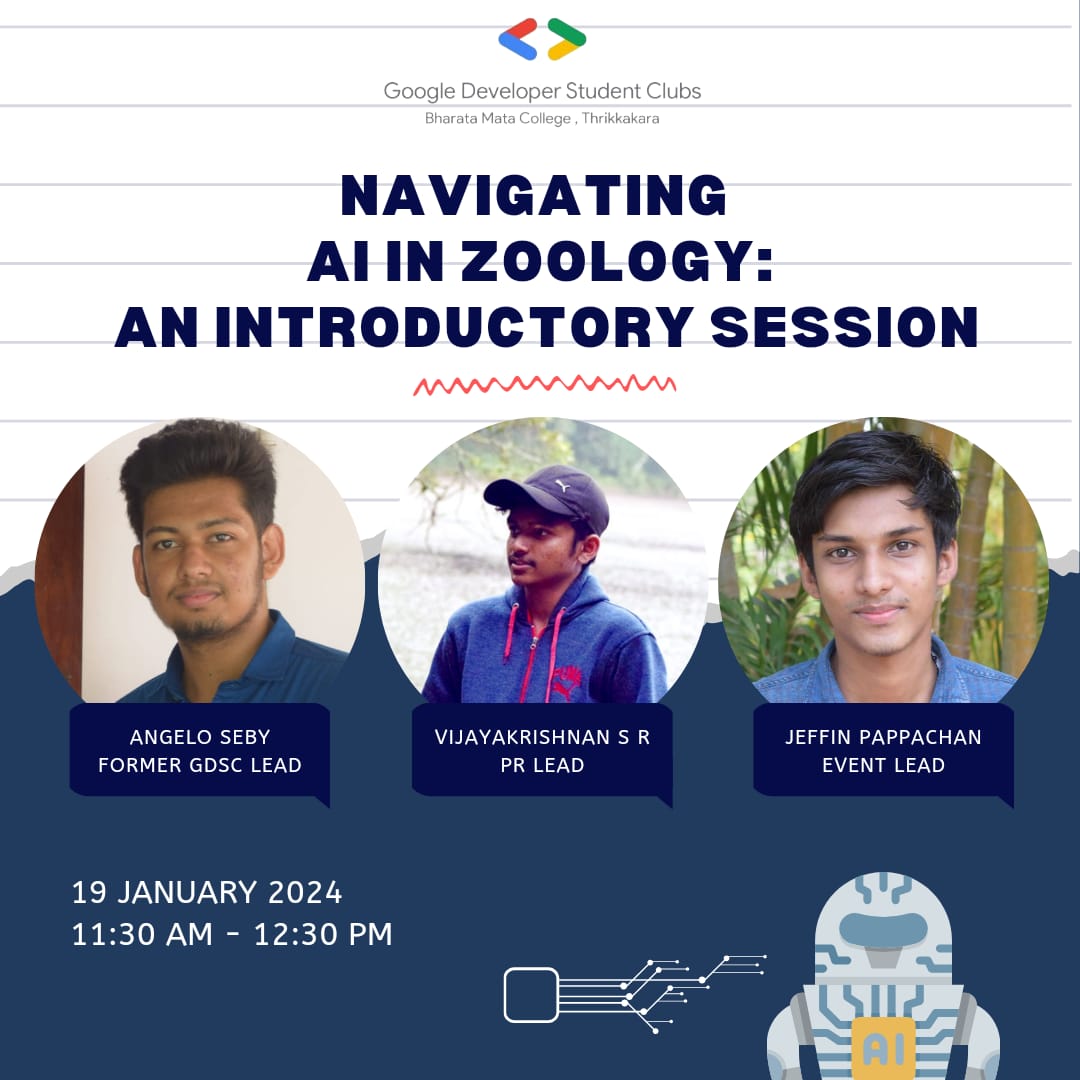 Google Developer Student Clubs
Bharata Mata College , Thrikkakara
NAVIGATING
AI IN ZOOLOGY:
AN INTRODUCTORY SESSION
ANGELO SEBY
FORMER GDSC LEAD
VIJAYAKRISHNAN S R
PR LEAD
JEFFIN PAPPACHAN
EVENT LEAD
19 JANUARY 2024
11:30 AM - 12:30 PM
AI